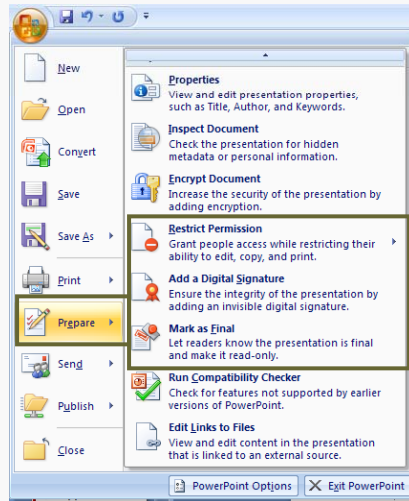 New
Open
Convert
Save
Save As
Print
Prepare
Send
Publish
Close
Properties
View and edit presentation properties,
such as Title, Author, and Keywords.
Inspect Document
Check the presentation for hidden
metadata or personal information.
Encrypt Document
Increase the security of the presentation by
adding encryption.
Restrict Permission
Grant people access while restricting their
ability to edit, copy, and print.
Add a Digital Signature
Ensure the integrity of the presentation by
adding an invisible digital signature.
Mark as Final
Let readers know the presentation is final
and make it read-only.
Run Compatibility Checker
Check for features not supported by earlier
versions of PowerPoint.
Edit Links to Files
View and edit content in the presentation
that is linked to an external source.
PowerPoint Options
Exit PowerPoint